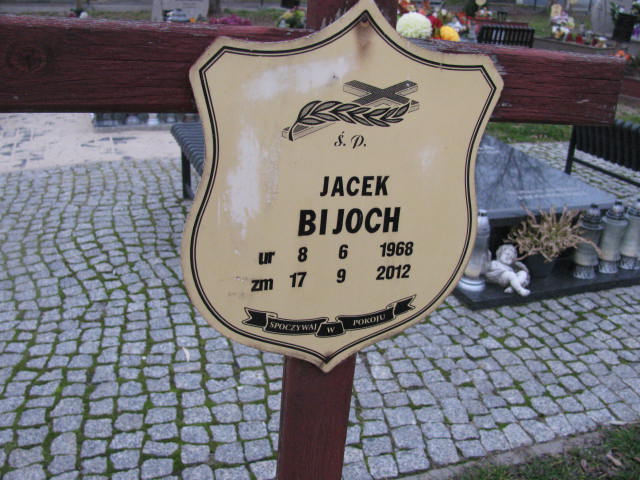 Ś. P.
JACEK
BIJOCH
ur 8 6 1968
zm 17 9 2012
SPOCZYWAJ W POKOJU